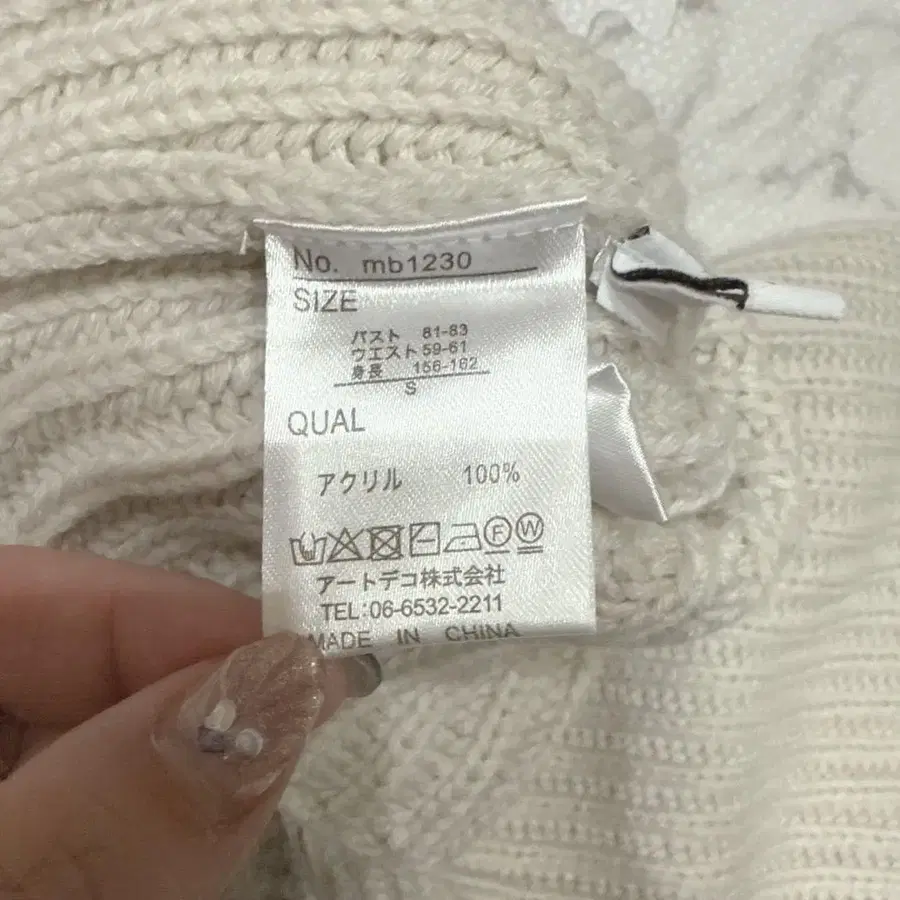 No. mb1230
SIZE
バスト 81-83
ウエスト 59-61
身長 156-162
S
QUAL
アクリル 100%
F W
アートデコ株式会社
TEL:06-6532-2211
MADE IN CHINA